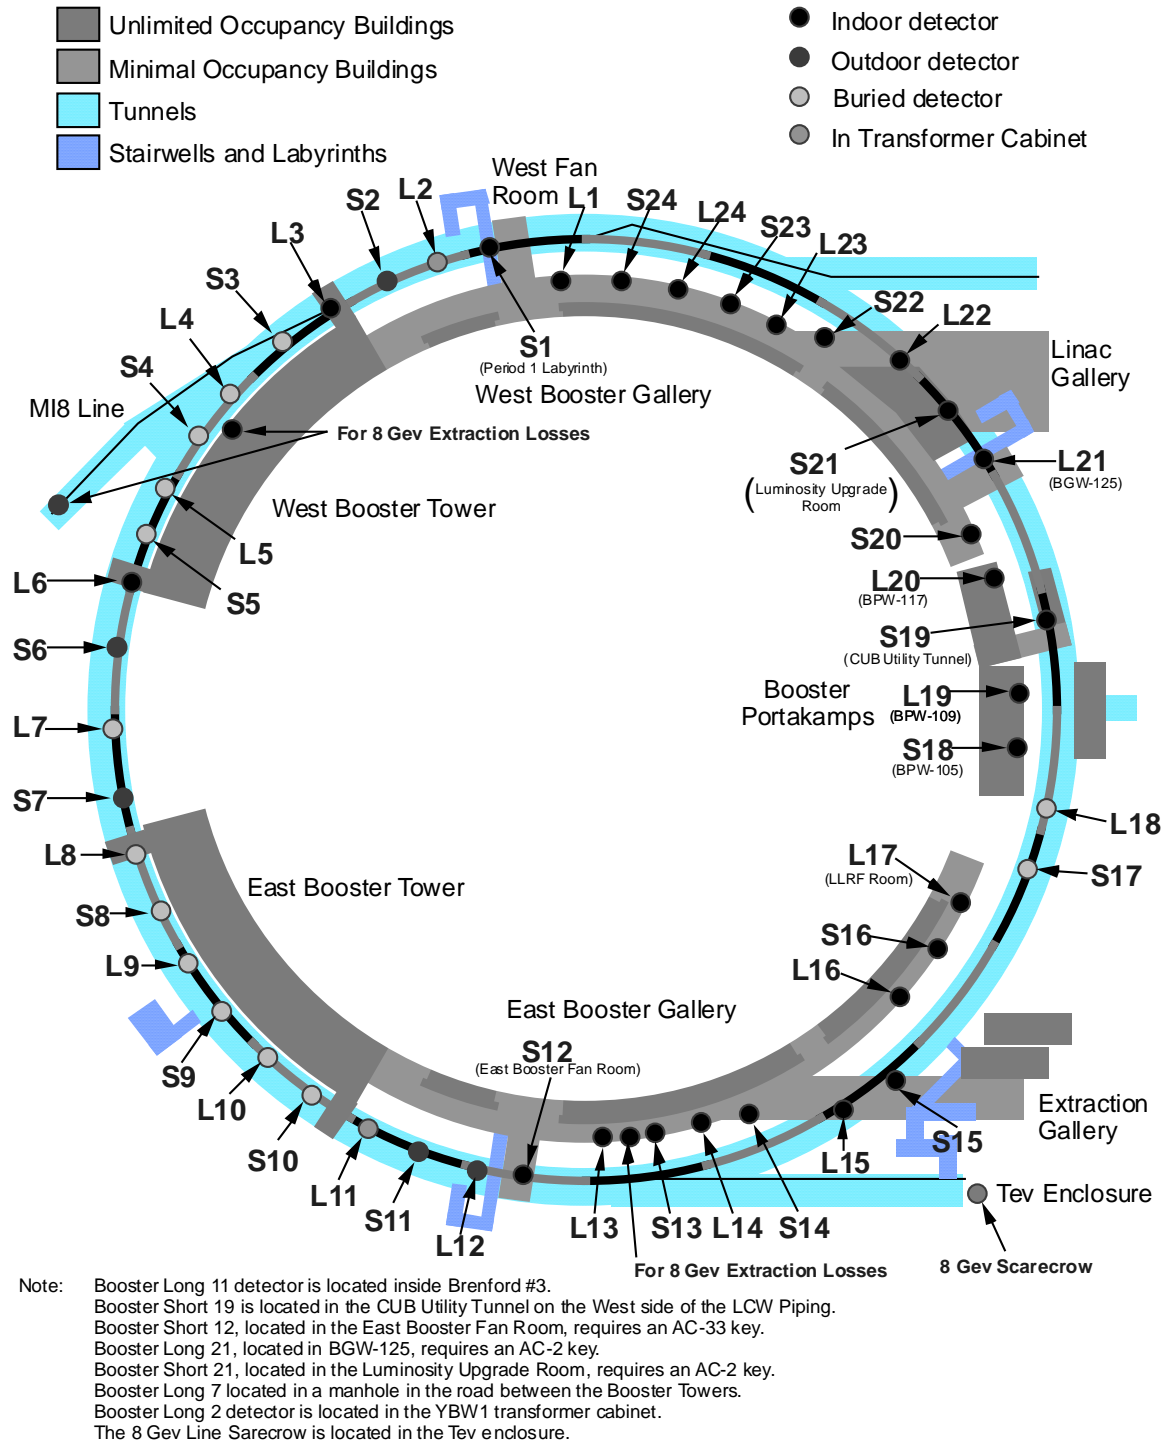 Unlimited Occupancy Buildings
Minimal Occupancy Buildings
Tunnels
Stairwells and Labyrinths
Indoor detector
Outdoor detector
Buried detector
In Transformer Cabinet
West Fan
Room
L1
S24
L24
S23
L23
S22
L22
Linac
Gallery
L2
S2
L3
S3
L4
S4
MI8 Line
S1
(Period 1 Labyrinth)
West Booster Gallery
For 8 Gev Extraction Losses
S21
(Luminosity Upgrade
Room)
L21
(BGW-125)
West Booster Tower
L5
S5
L6
S6
L7
S7
S20
L20
(BPW-117)
S19
(CUB Utility Tunnel)
Booster
Portakamps
L19
(BPW-109)
S18
(BPW-105)
L18
S17
L17
(LLRF Room)
S16
L16
L8
East Booster Tower
S8
L9
S9
L10
S10
L11
S11
L12
East Booster Gallery
S12
(East Booster Fan Room)
Extraction
Gallery
S15
L15
L13
S13
L14
S14
Tev Enclosure
For 8 Gev Extraction Losses
8 Gev Scarecrow
Note: Booster Long 11 detector is located inside Brenford #3.
Booster Short 19 is located in the CUB Utility Tunnel on the West side of the LCW Piping.
Booster Short 12, located in the East Booster Fan Room, requires an AC-33 key.
Booster Long 21, located in BGW-125, requires an AC-2 key.
Booster Short 21, located in the Luminosity Upgrade Room, requires an AC-2 key.
Booster Long 7 located in a manhole in the road between the Booster Towers.
Booster Long 2 detector is located in the YBW1 transformer cabinet.
The 8 Gev Line Sarecrow is located in the Tev enclosure.